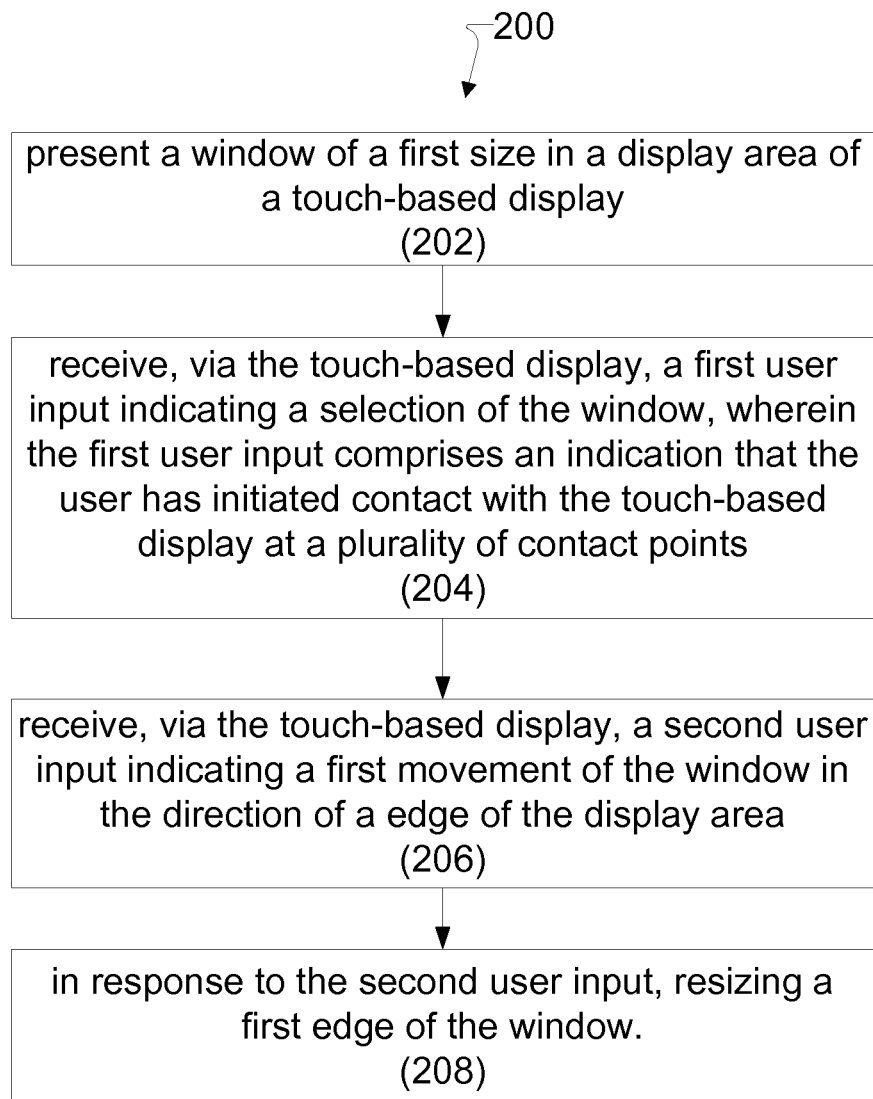 200
present a window of a first size in a display area of
a touch-based display
(202)
receive, via the touch-based display, a first user
input indicating a selection of the window, wherein
the first user input comprises an indication that the
user has initiated contact with the touch-based
display at a plurality of contact points
(204)
receive, via the touch-based display, a second user
input indicating a first movement of the window in
the direction of a edge of the display area
(206)
in response to the second user input, resizing a
first edge of the window.
(208)